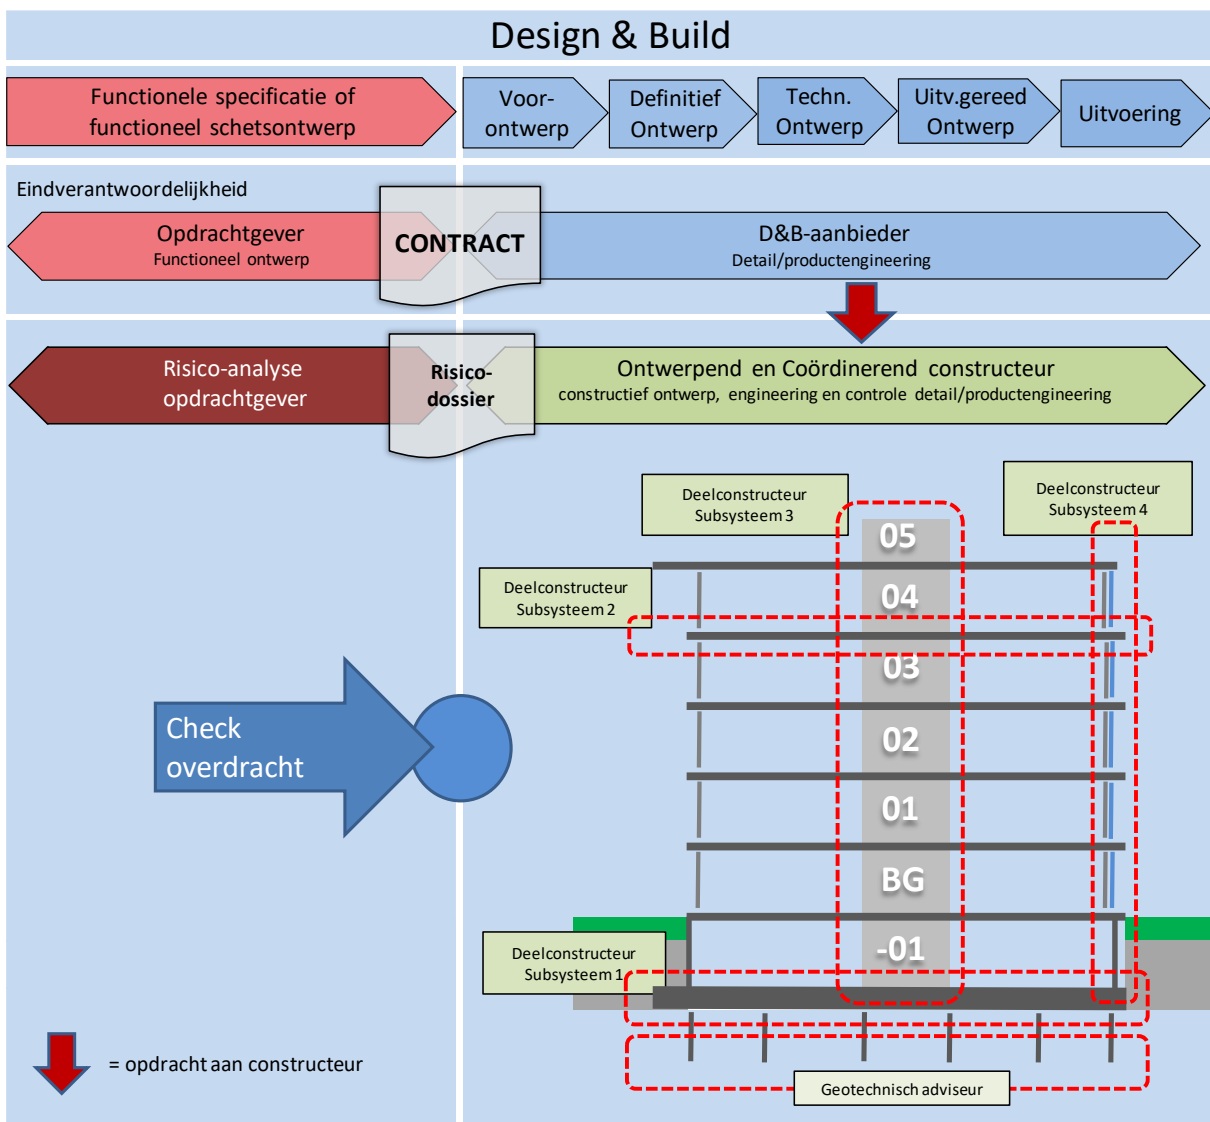 Design & Build
Functionele specificatie of
functioneel schetsontwerp
Voor-
ontwerp
Definitief
Ontwerp
Techn.
Ontwerp
Uitv.gereed
Ontwerp
Uitvoering
Eindverantwoordelijkheid
Opdrachtgever
Functioneel ontwerp
CONTRACT
D&B-aanbieder
Detail/productengineering
Risico-analyse
opdrachtgever
Risico-
dossier
Ontwerpend en Coördinerend constructeur
constructief ontwerp, engineering en controle detail/productengineering
Deelconstructeur
Subsysteem 3
Deelconstructeur
Subsysteem 4
05
Deelconstructeur
Subsysteem 2
04
03
Check
overdracht
02
01
BG
Deelconstructeur
Subsysteem 1
-01
= opdracht aan constructeur
Geotechnisch adviseur